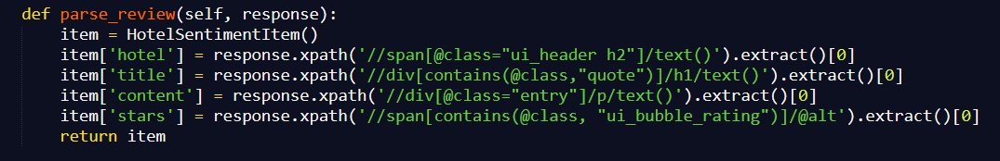 def parse_review(self, response):
    item = HotelSentimentItem()
    item['hotel'] = response.xpath('//span[@class="ui_header h2"]/text()').extract()[0]
    item['title'] = response.xpath('//div[contains(@class,"quote")]/h1/text()').extract()[0]
    item['content'] = response.xpath('//div[@class="entry"]/p/text()').extract()[0]
    item['stars'] = response.xpath('//span[contains(@class, "ui_bubble_rating")]/@alt').extract()[0]
    return item